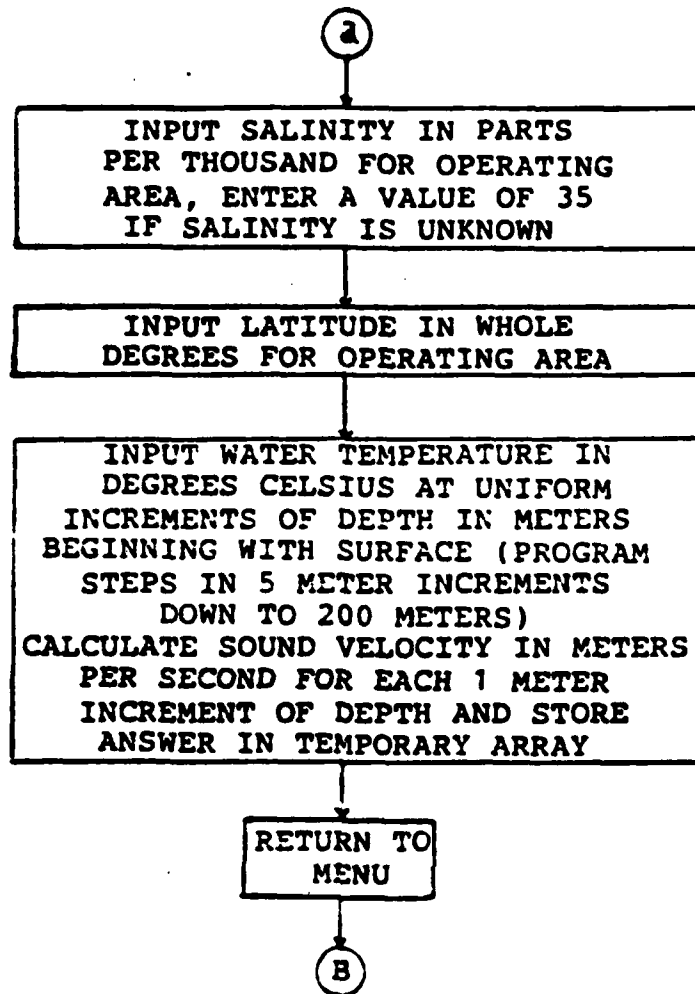 a
INPUT SALINITY IN PARTS
PER THOUSAND FOR OPERATING
AREA, ENTER A VALUE OF 35
IF SALINITY IS UNKNOWN
INPUT LATITUDE IN WHOLE
DEGREES FOR OPERATING AREA
INPUT WATER TEMPERATURE IN
DEGREES CELSIUS AT UNIFORM
INCREMENTS OF DEPTH IN METERS
BEGINNING WITH SURFACE (PROGRAM
STEPS IN 5 METER INCREMENTS
DOWN TO 200 METERS)
CALCULATE SOUND VELOCITY IN METERS
PER SECOND FOR EACH 1 METER
INCREMENT OF DEPTH AND STORE
ANSWER IN TEMPORARY ARRAY
RETURN TO
MENU
B